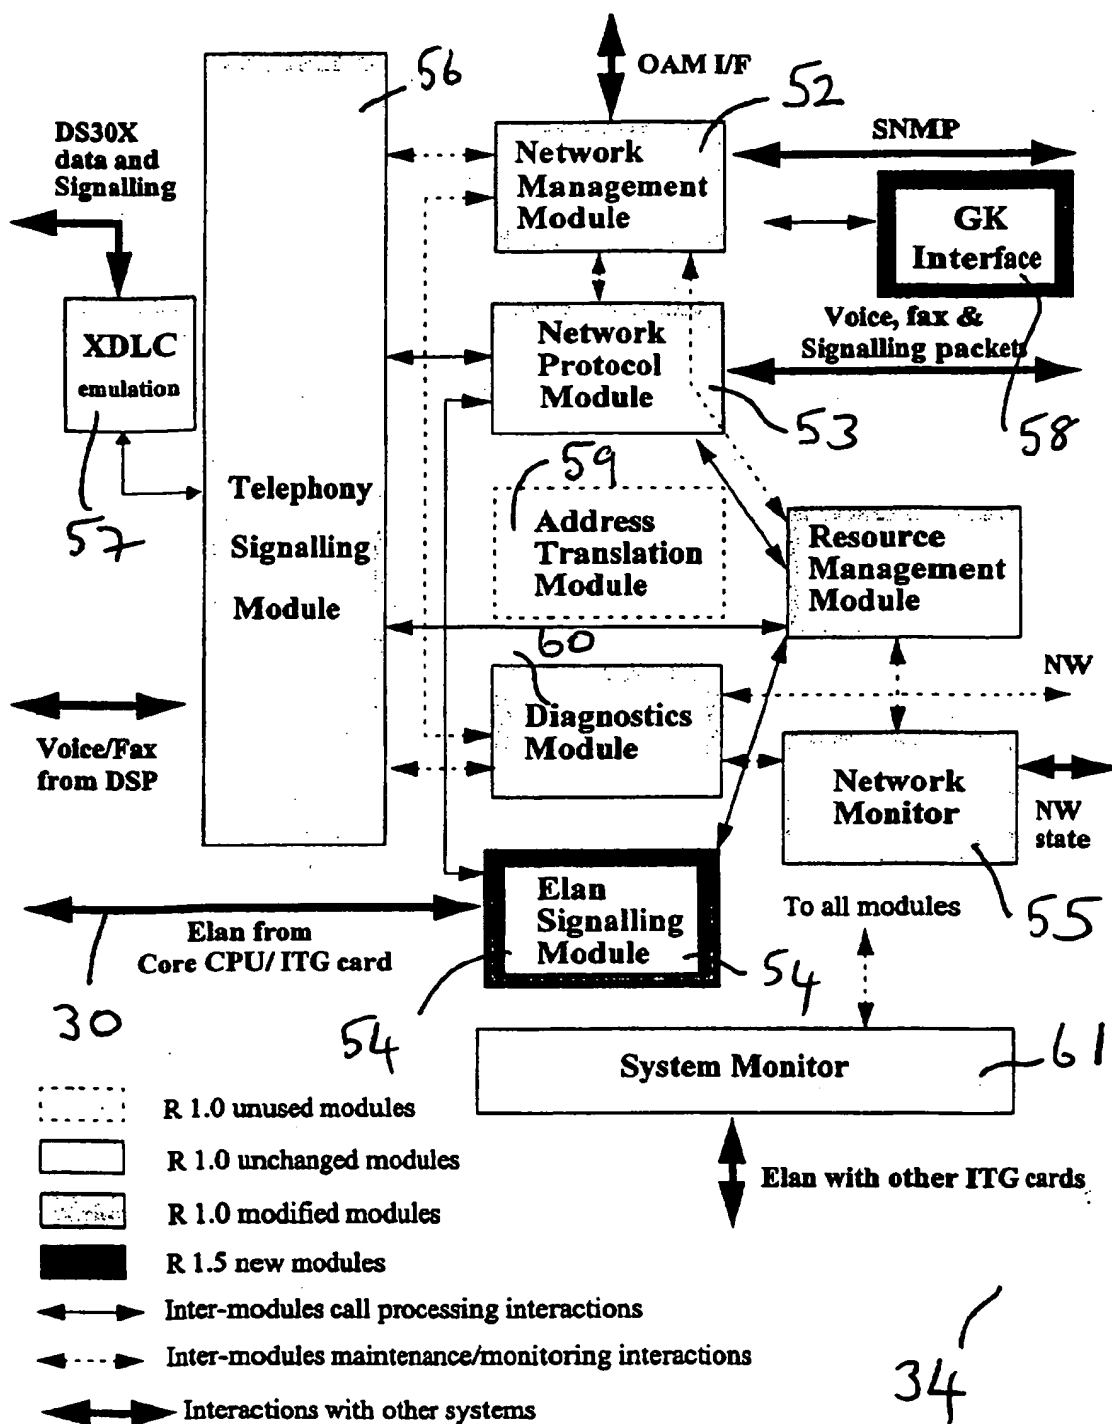 OAM I/F
52
56
DS30X
data and
Signalling
Network
Management
Module
SNMP
GK
Interface
58
XDLC
emulation
57
Network
Protocol
Module
53
Voice, fax &
Signalling packets
59
Address
Translation
Module
Telephony
Signalling
Module
Resource
Management
Module
60
NW
Diagnostics
Module
Voice/Fax
from DSP
Network
Monitor
NW
state
55
Elan
Signalling
Module
54
54
Elan from
Core CPU/ ITG card
30
To all modules
System Monitor
61
Elan with other ITG cards
R 1.0 unused modules
R 1.0 unchanged modules
R 1.0 modified modules
R 1.5 new modules
Inter-modules call processing interactions
Inter-modules maintenance/monitoring interactions
Interactions with other systems
34